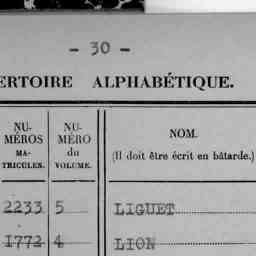 - 30 -
ERTOIRE ALPHABÉTIQUE.
NU-
MÉROS
MA-
TRICULES.
NU-
MÉRO
du
VOLUME.
NOM.
(Il doit être écrit en bâtarde.)
2233 5 LIGUET
1772 4 LION